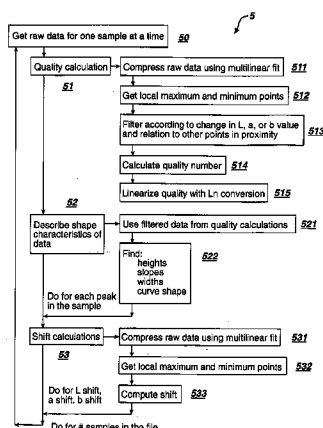 5
Get raw data for one sample at a time 50
Quality calculation
51
Compress raw data using multilinear fit 511
Get local maximum and minimum points 512
Filter according to change in L, a, or b value
and relation to other points in proximity 513
Calculate quality number 514
Linearize quality with Ln conversion 515
52
Describe shape
characteristics of
data
Use filtered data from quality calculations 521
Find:
heights
slopes
widths
curve shape
522
Do for each peak
in the sample
Shift calculations
53
Compress raw data using multilinear fit 531
Get local maximum and minimum points 532
Compute shift 533
Do for L shift,
a shift, b shift
Do for # samples in the file